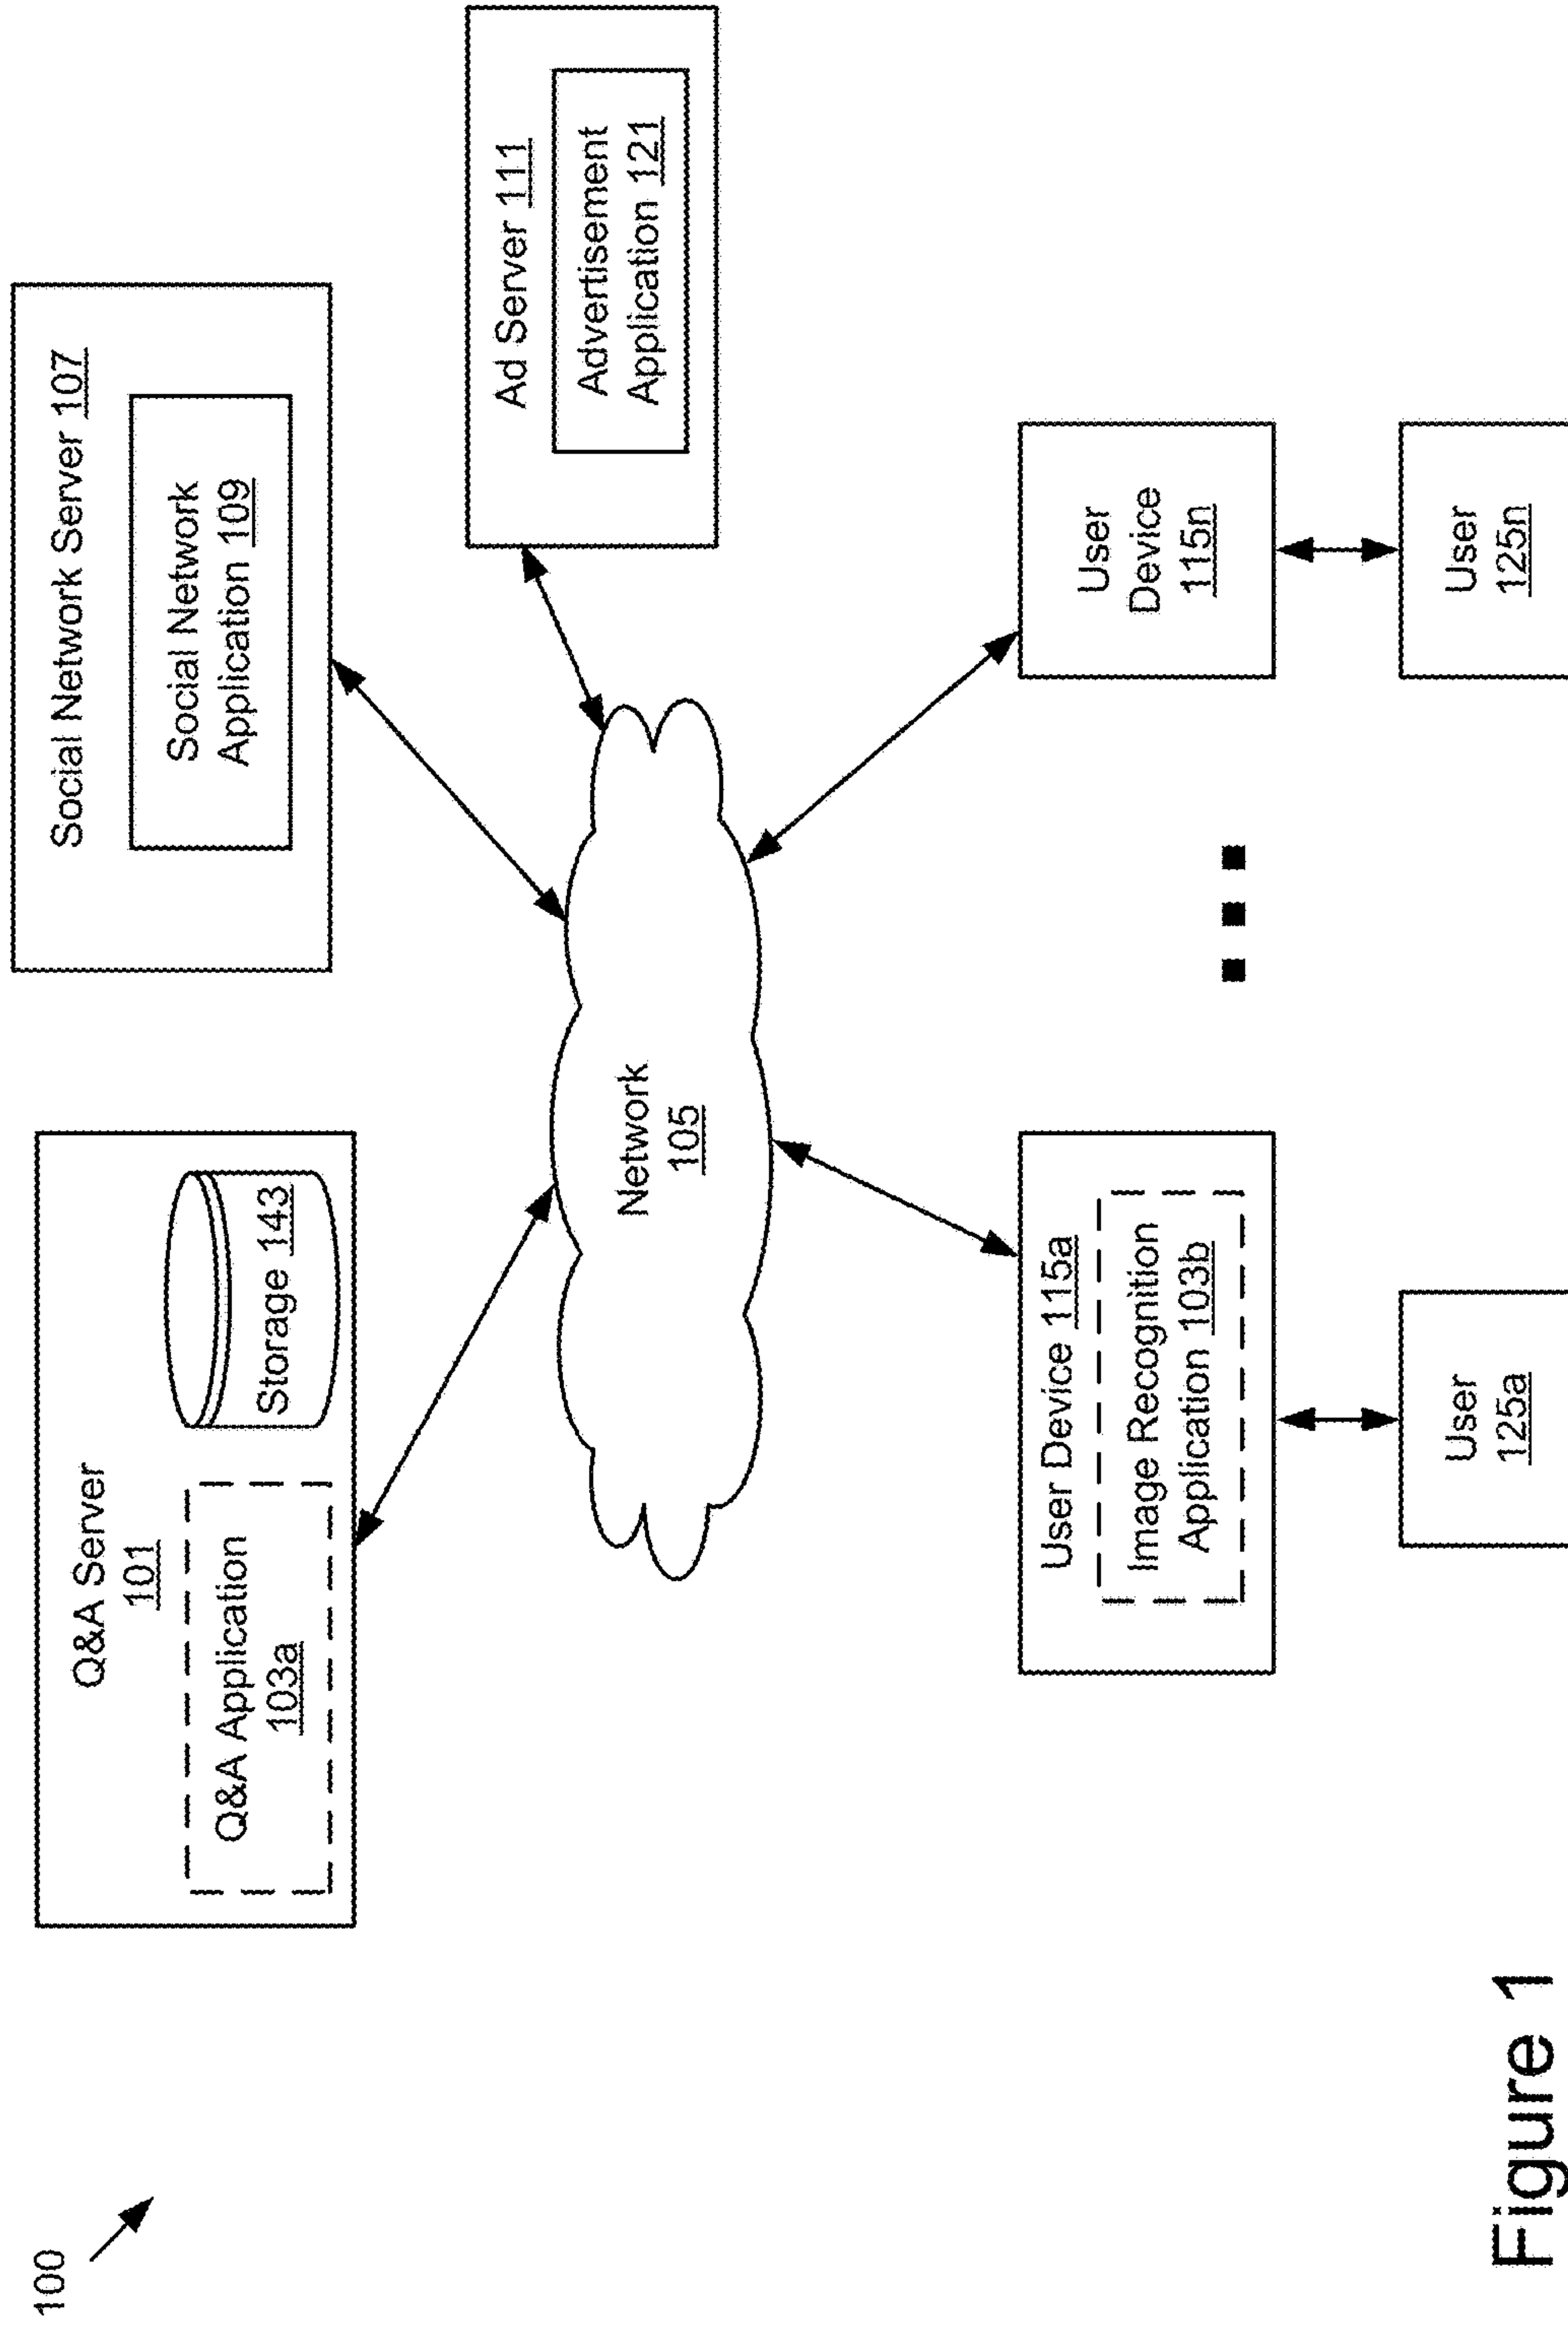 100
Q&A Server
101
Q&A Application
103a
Storage 143
Social Network Server 107
Social Network
Application 109
Ad Server 111
Advertisement
Application 121
Network
105
User Device 115a
Image Recognition
Application 103b
User
Device
115n
User
125a
User
125n
Figure 1